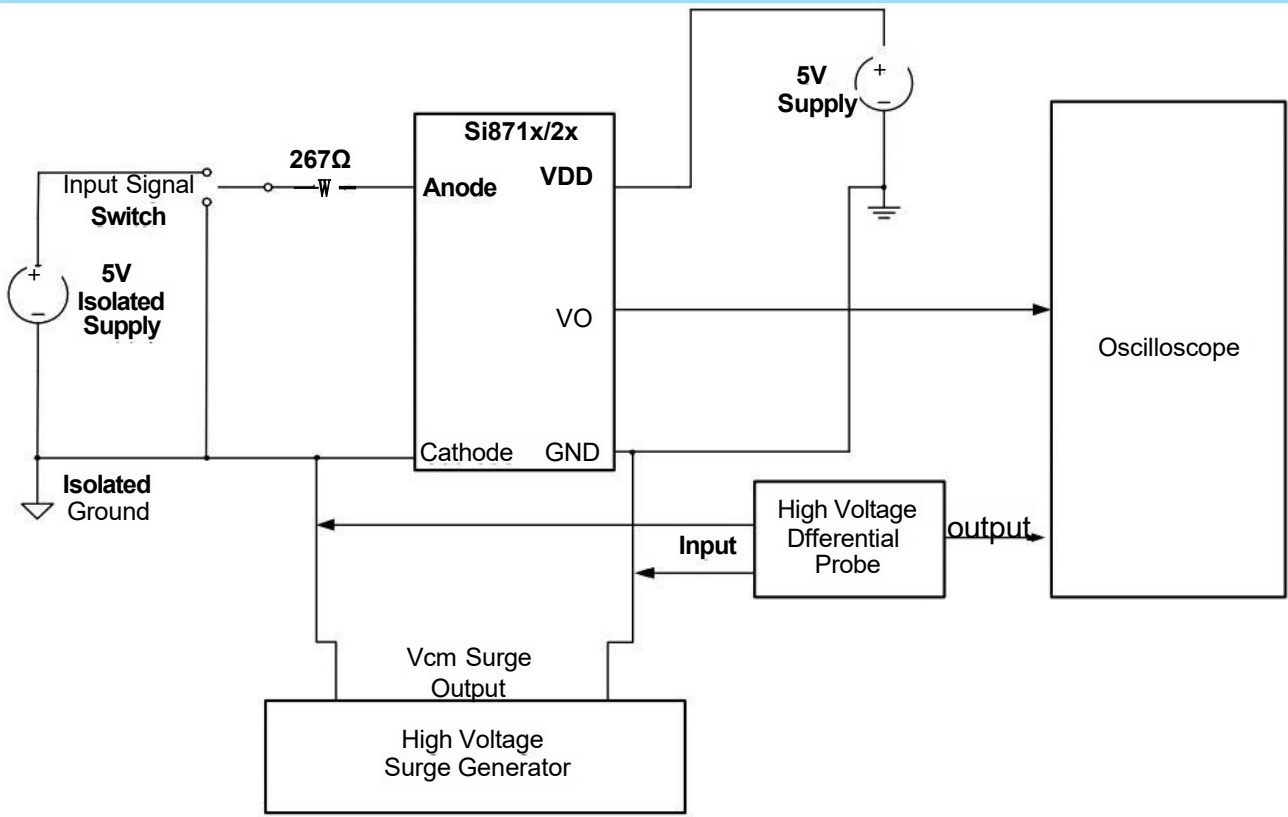 5V
Supply
+
−
Si871x/2x
267Ω
Input Signal
Switch
W
Anode
VDD
+
−
5V
Isolated
Supply
VO
Oscilloscope
Cathode
GND
Isolated
Ground
High Voltage
Dfferential
Probe
Input
output
Vcm Surge
Output
High Voltage
Surge Generator